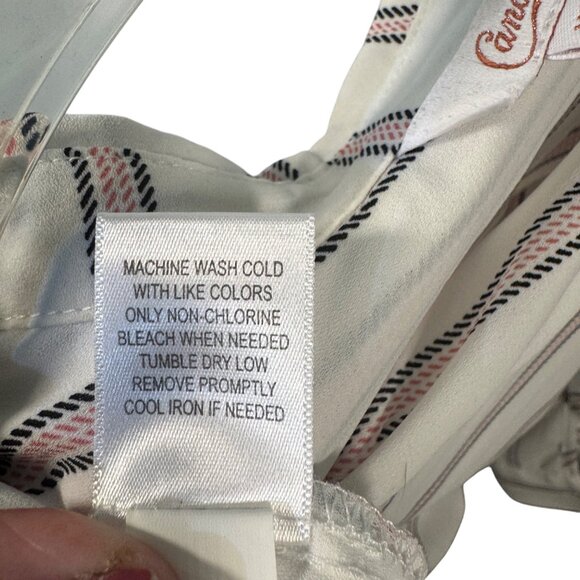 MACHINE WASH COLD
WITH LIKE COLORS
ONLY NON-CHLORINE
BLEACH WHEN NEEDED
TUMBLE DRY LOW
REMOVE PROMPTLY
COOL IRON IF NEEDED